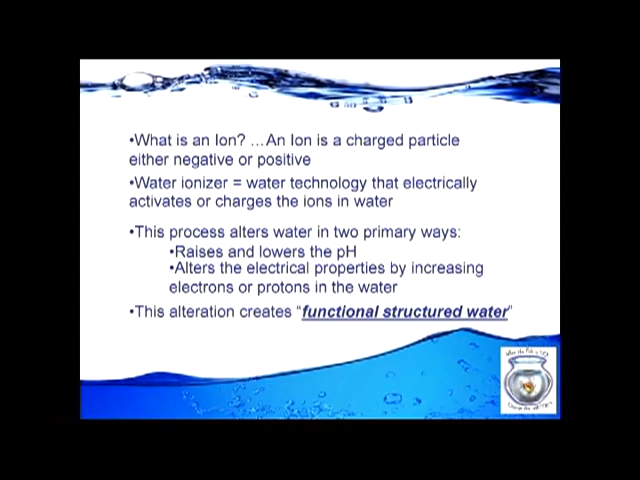 •What is an Ion? …An Ion is a charged particle
either negative or positive
•Water ionizer = water technology that electrically
activates or charges the ions in water
•This process alters water in two primary ways:
•Raises and lowers the pH
•Alters the electrical properties by increasing
electrons or protons in the water
•This alteration creates “functional structured water”